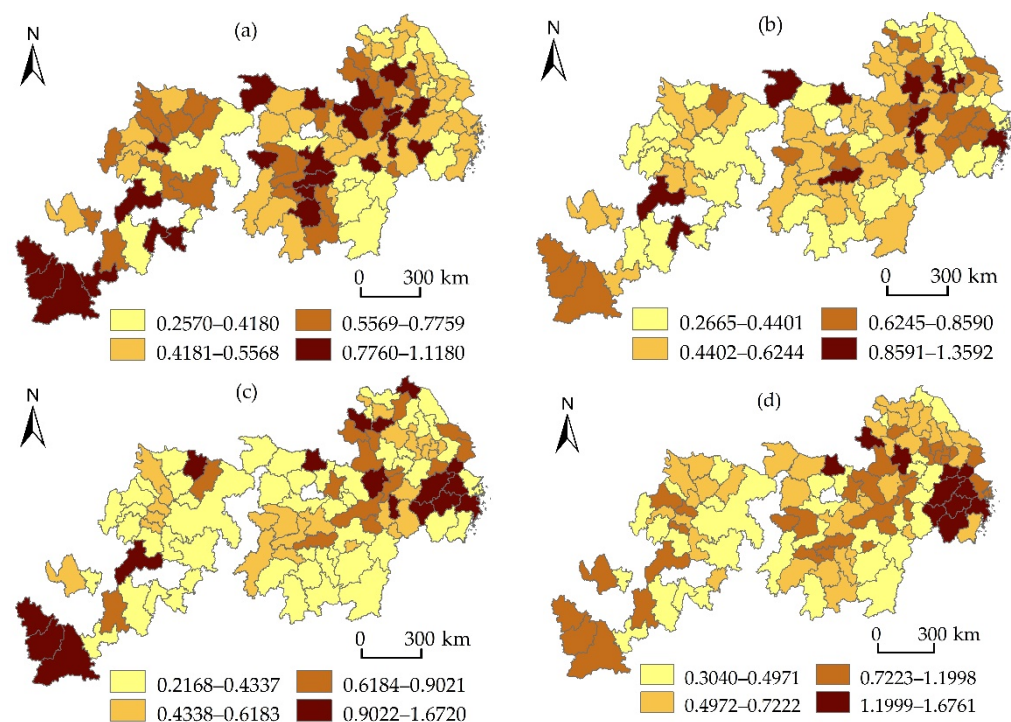 (a)
N
0 300 km
0.2570–0.4180 0.5569–0.7759
0.4181–0.5568 0.7760–1.1180
(b)
N
0 300 km
0.2665–0.4401 0.6245–0.8590
0.4402–0.6244 0.8591–1.3592
(c)
N
0 300 km
0.2168–0.4337 0.6184–0.9021
0.4338–0.6183 0.9022–1.6720
(d)
N
0 300 km
0.3040–0.4971 0.7223–1.1998
0.4972–0.7222 1.1999–1.6761